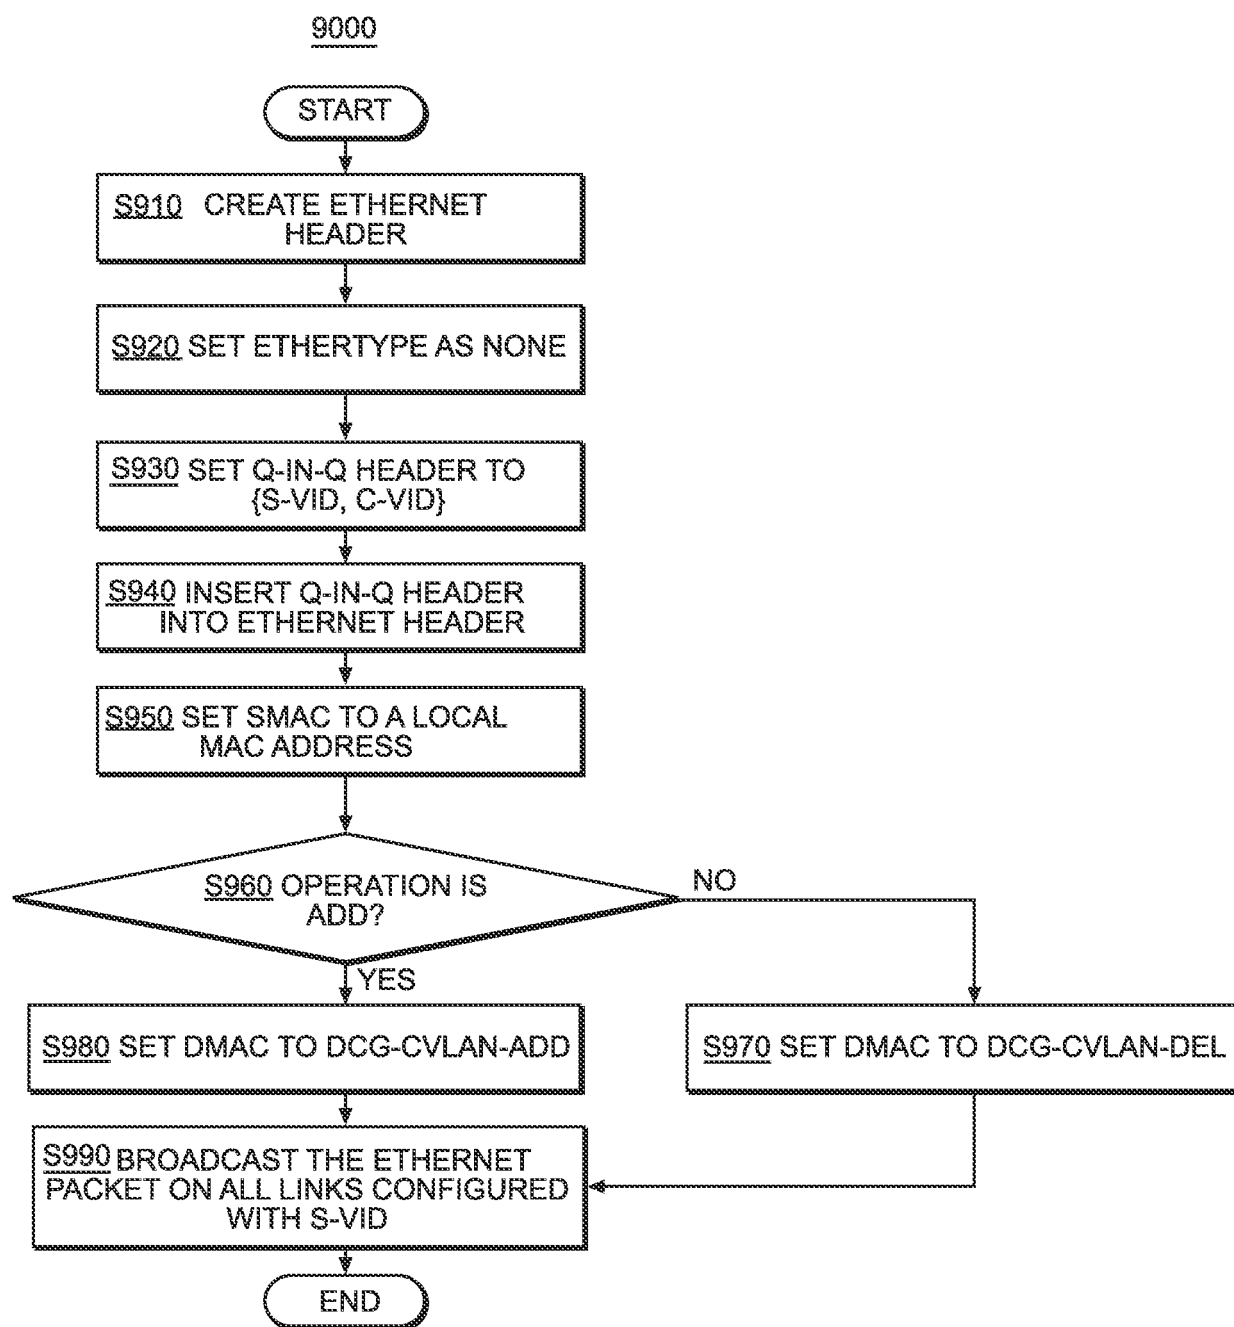 9000
START
S910 CREATE ETHERNET
HEADER
S920 SET ETHERTYPE AS NONE
S930 SET Q-IN-Q HEADER TO
{S-VID, C-VID}
S940 INSERT Q-IN-Q HEADER
INTO ETHERNET HEADER
S950 SET SMAC TO A LOCAL
MAC ADDRESS
S960 OPERATION IS
ADD?
NO
YES
S980 SET DMAC TO DCG-CVLAN-ADD
S970 SET DMAC TO DCG-CVLAN-DEL
S990 BROADCAST THE ETHERNET
PACKET ON ALL LINKS CONFIGURED
WITH S-VID
END